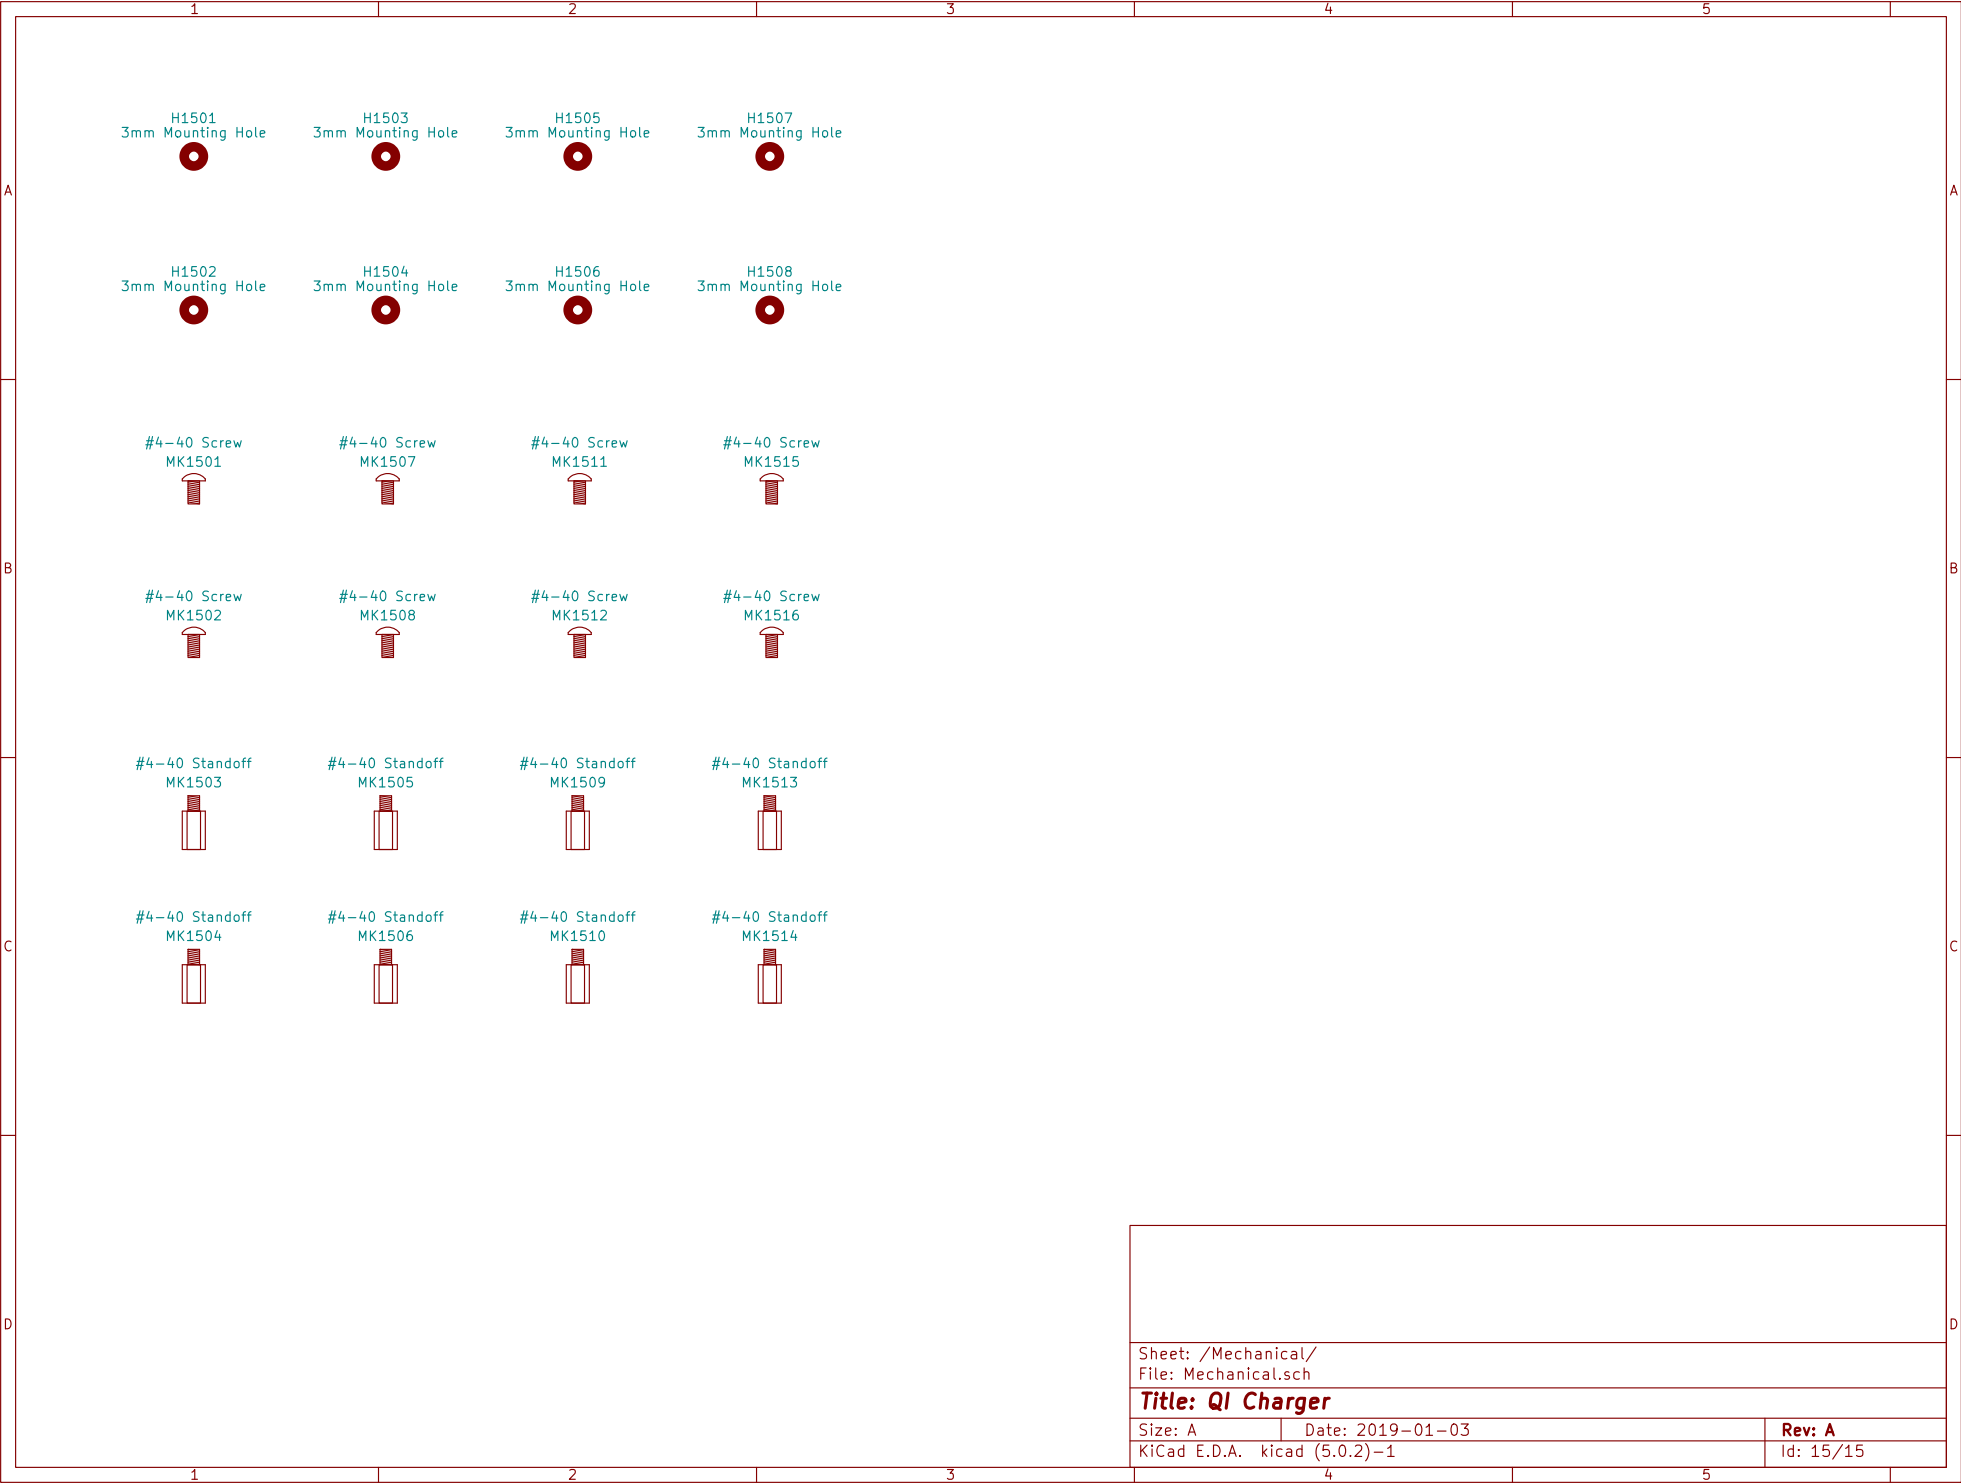 1 2 3 4 5
H1501 H1503 H1505 H1507
3mm Mounting Hole 3mm Mounting Hole 3mm Mounting Hole 3mm Mounting Hole
A A
H1502 H1504 H1506 H1508
3mm Mounting Hole 3mm Mounting Hole 3mm Mounting Hole 3mm Mounting Hole
#4-40 Screw #4-40 Screw #4-40 Screw #4-40 Screw
MK1501 MK1507 MK1511 MK1515
B B
#4-40 Screw #4-40 Screw #4-40 Screw #4-40 Screw
MK1502 MK1508 MK1512 MK1516
#4-40 Standoff #4-40 Standoff #4-40 Standoff #4-40 Standoff
MK1503 MK1505 MK1509 MK1513
#4-40 Standoff #4-40 Standoff #4-40 Standoff #4-40 Standoff
MK1504 MK1506 MK1510 MK1514
C C
D D
Sheet: /Mechanical/
File: Mechanical.sch
Title: QI Charger
Size: A Date: 2019-01-03 Rev: A
KiCad E.D.A. kicad (5.0.2)-1 Id: 15/15
1 2 3 4 5